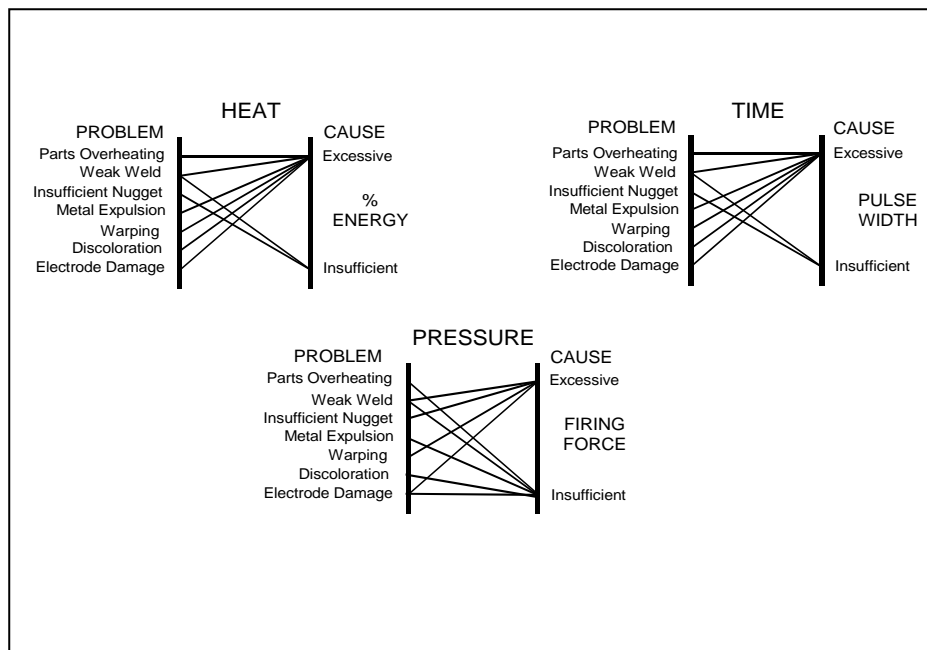 HEAT
PROBLEM
CAUSE
Parts Overheating
Weak Weld
Insufficient Nugget
Metal Expulsion
Warping
Discoloration
Electrode Damage
Excessive
%
ENERGY
Insufficient
TIME
PROBLEM
CAUSE
Parts Overheating
Weak Weld
Insufficient Nugget
Metal Expulsion
Warping
Discoloration
Electrode Damage
Excessive
PULSE
WIDTH
Insufficient
PRESSURE
PROBLEM
CAUSE
Parts Overheating
Weak Weld
Insufficient Nugget
Metal Expulsion
Warping
Discoloration
Electrode Damage
Excessive
FIRING
FORCE
Insufficient